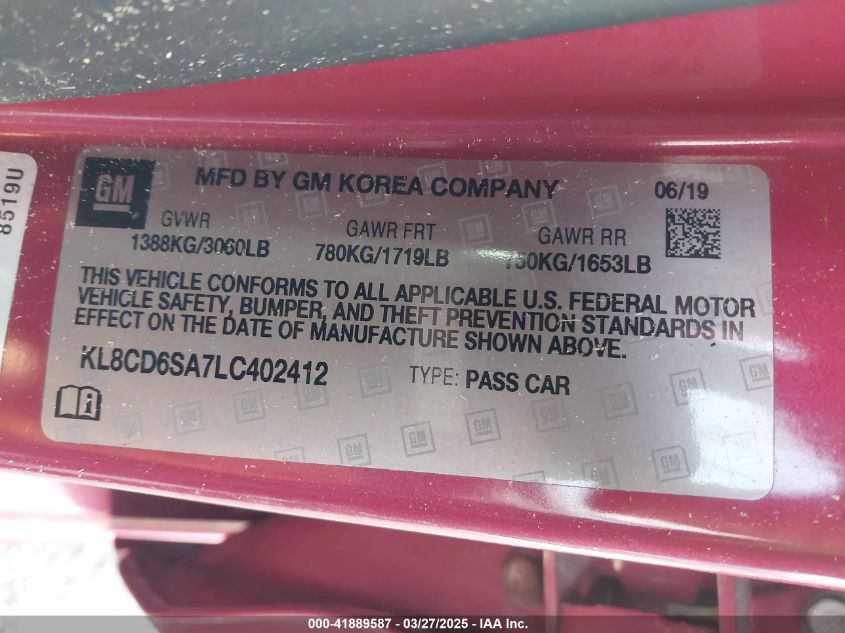 8519U
GM
MFD BY GM KOREA COMPANY
06/19
GVWR
1388KG/3060LB
GAWR FRT
780KG/1719LB
GAWR RR
750KG/1653LB
THIS VEHICLE CONFORMS TO ALL APPLICABLE U.S. FEDERAL MOTOR
VEHICLE SAFETY, BUMPER, AND THEFT PREVENTION STANDARDS IN
EFFECT ON THE DATE OF MANUFACTURE SHOWN ABOVE.
KL8CD6SA7LC402412
TYPE: PASS CAR
000-41889587 - 03/27/2025 - IAA Inc.